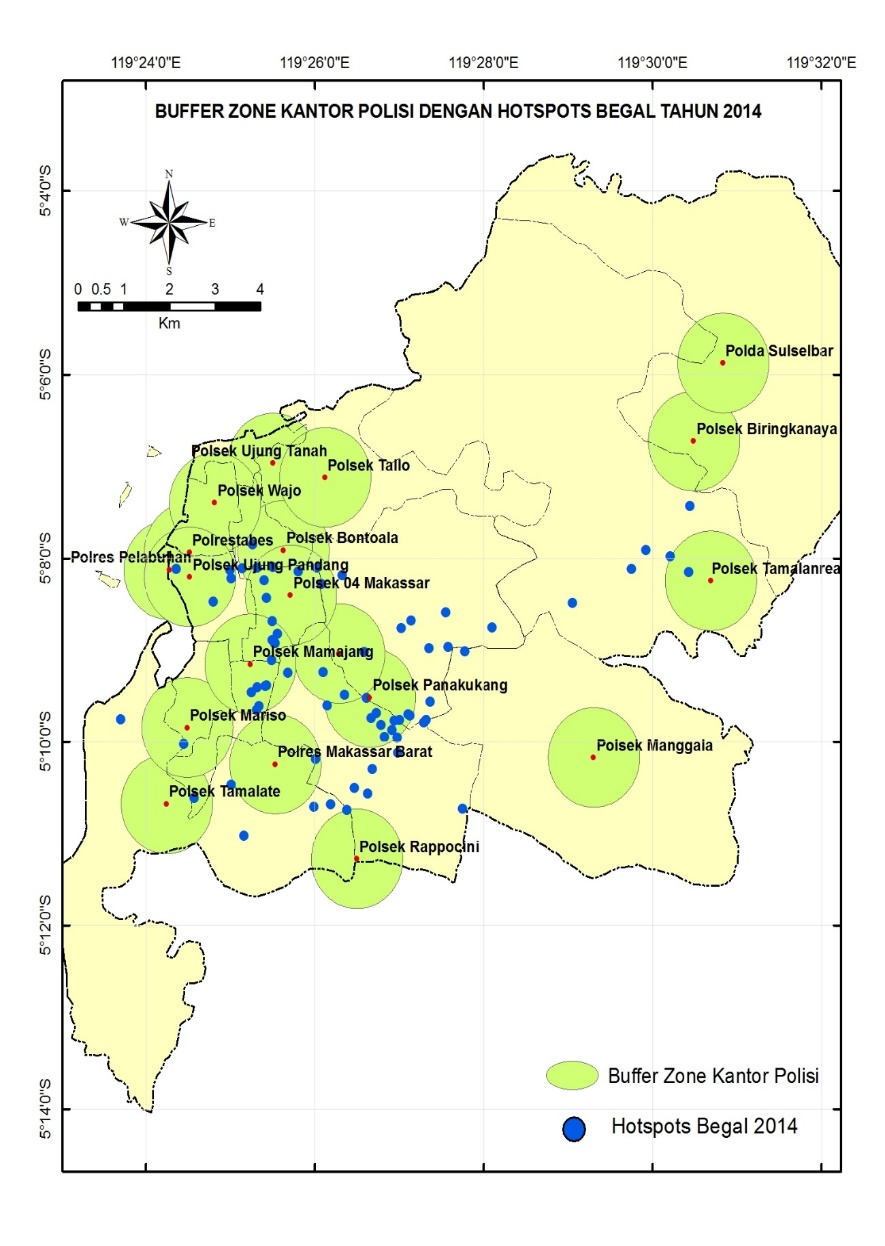 119°24'0"E 119°26'0"E 119°28'0"E 119°30'0"E 119°32'0"E
BUFFER ZONE KANTOR POLISI DENGAN HOTSPOTS BEGAL TAHUN 2014
N
5°4'0"S
W E
S
0 0.5 1 2 3 4
Km
Polda Sulselbar
5°6'0"S
Polsek Biringkanaya
Polsek Ujung Tanah
Polsek Tallo
Polsek Wajo
Polrestabes
Polsek Bontoala
Polres Pelabuhan
5°8'0"S
Polsek Ujung Pandang
Polsek Tamalanrea
Polsek 04 Makassar
Polsek Mamajang
Polsek Panakukang
Polsek Mariso
5°10'0"S
Polres Makassar Barat
Polsek Manggala
Polsek Tamalate
Polsek Rappocini
5°12'0"S
Buffer Zone Kantor Polisi
5°14'0"S
Hotspots Begal 2014